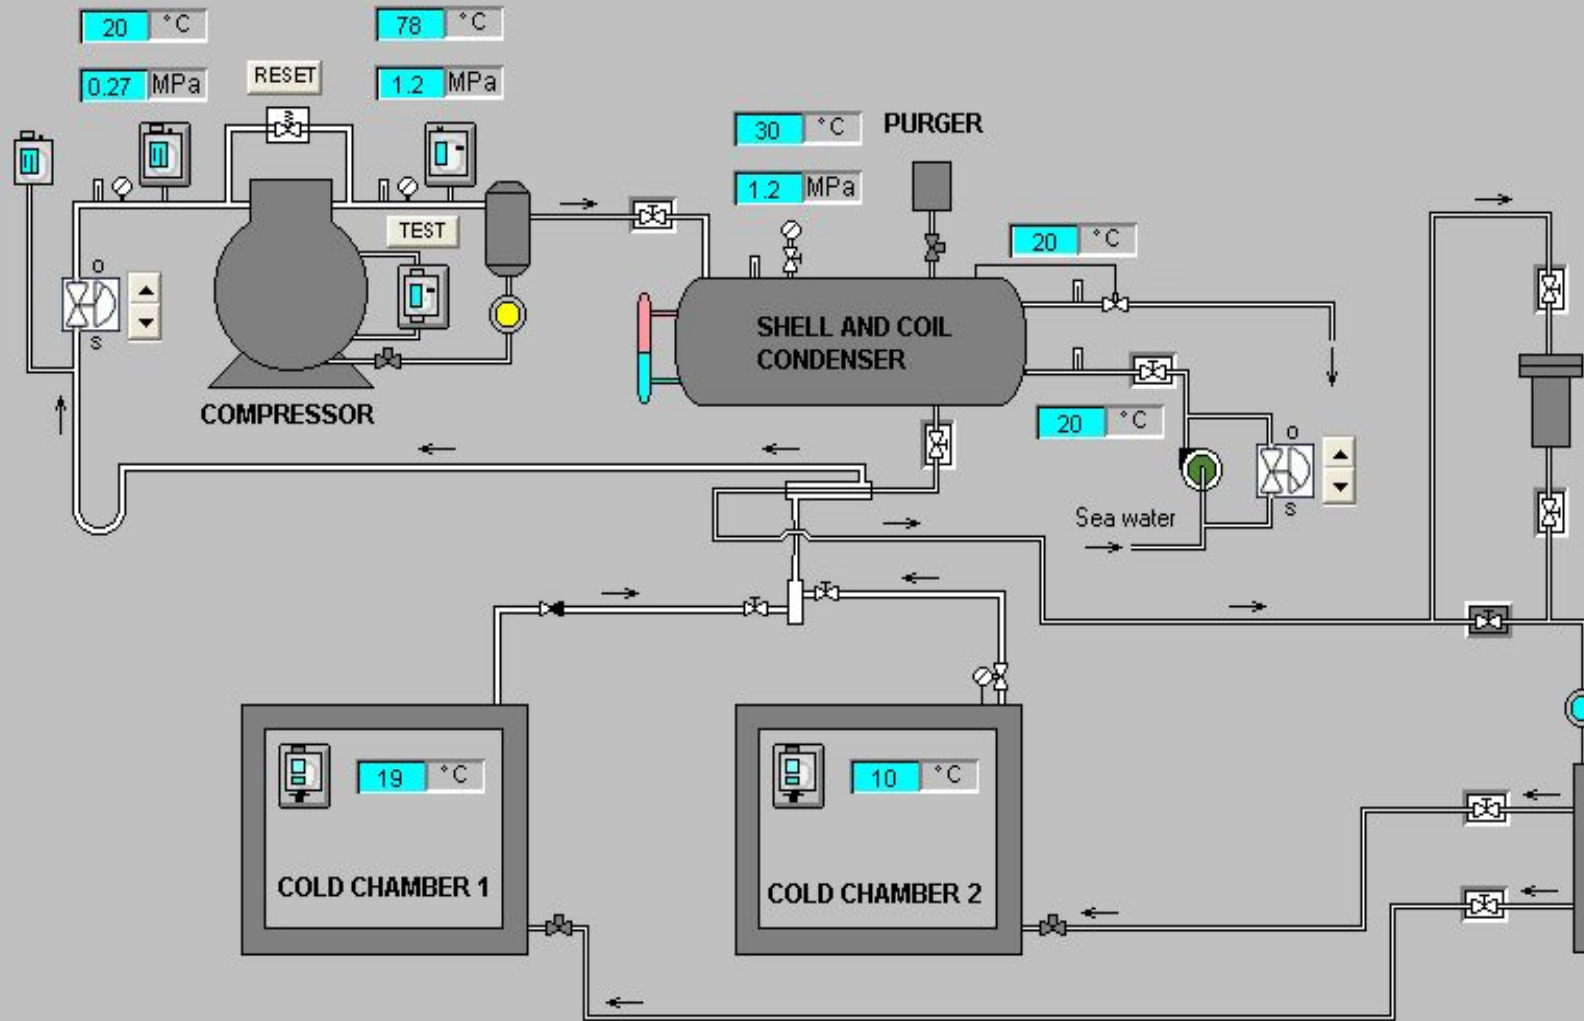 20 °C
78 °C
0.27 MPa
RESET
1.2 MPa
30 °C
PURGER
1.2 MPa
TEST
20 °C
O
S
SHELL AND COIL
CONDENSER
COMPRESSOR
20 °C
O
S
Sea water
19 °C
10 °C
COLD CHAMBER 1
COLD CHAMBER 2